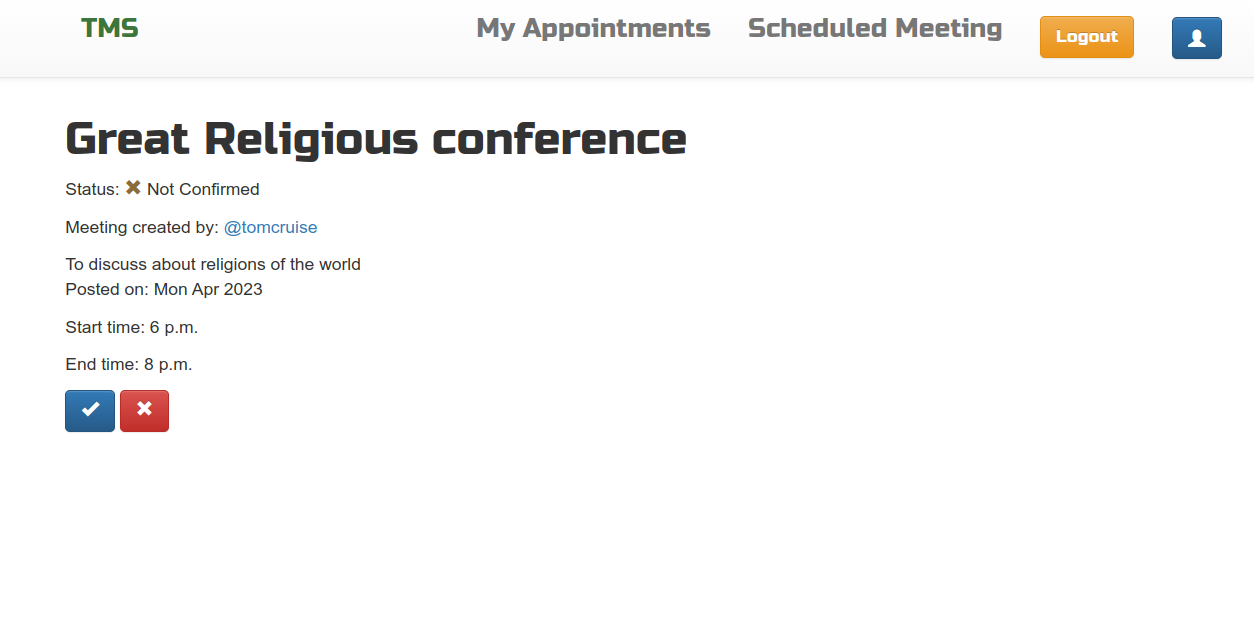 TMS
My Appointments
Scheduled Meeting
Logout
Great Religious conference
Status: Not Confirmed
Meeting created by: @tomcruise
To discuss about religions of the world
Posted on: Mon Apr 2023
Start time: 6 p.m.
End time: 8 p.m.